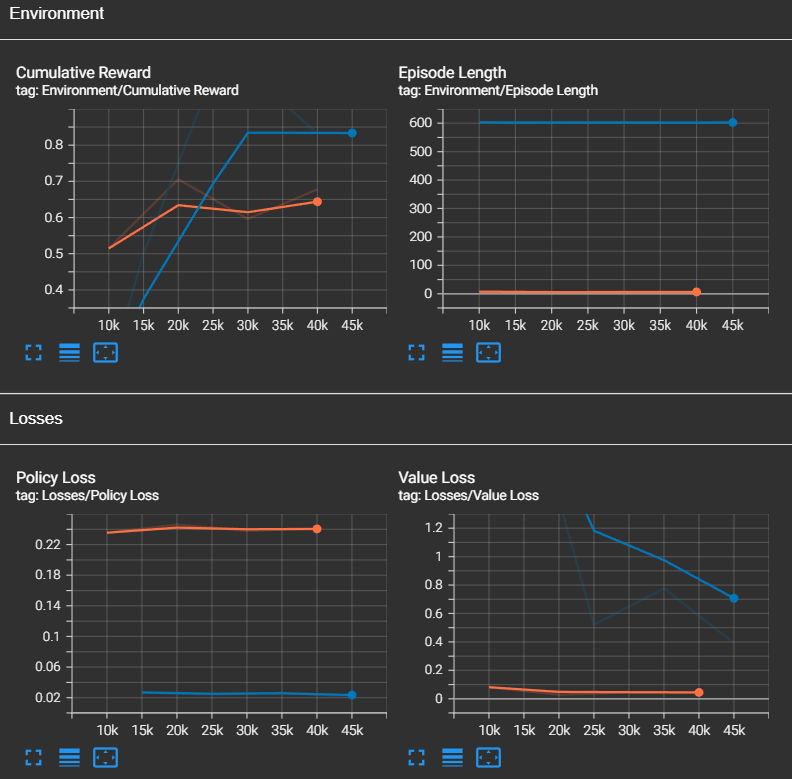 Environment
Cumulative Reward
tag: Environment/Cumulative Reward
0.8
0.7
0.6
0.5
0.4
10k 15k 20k 25k 30k 35k 40k 45k
Episode Length
tag: Environment/Episode Length
600
500
400
300
200
100
0
10k 15k 20k 25k 30k 35k 40k 45k
Losses
Policy Loss
tag: Losses/Policy Loss
0.22
0.18
0.14
0.1
0.06
0.02
10k 15k 20k 25k 30k 35k 40k 45k
Value Loss
tag: Losses/Value Loss
1.2
1
0.8
0.6
0.4
0.2
0
10k 15k 20k 25k 30k 35k 40k 45k